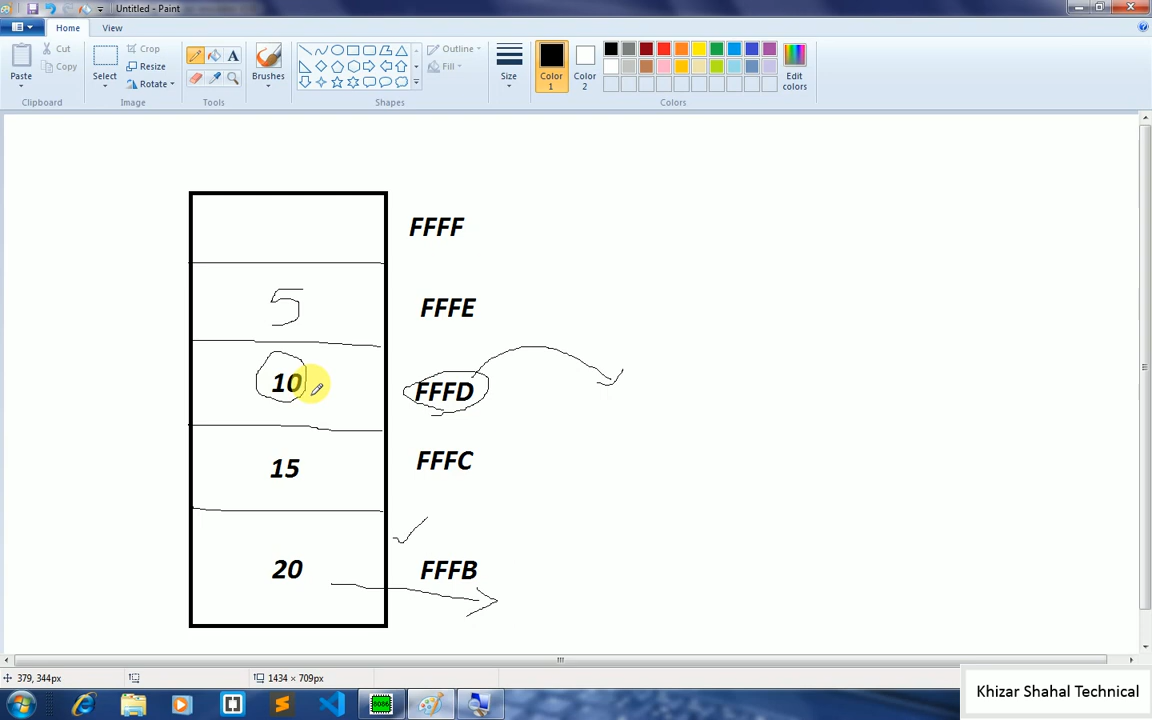 Untitled - Paint
Home View
Paste
Cut
Copy
Clipboard
Select
Crop
Resize
Rotate
Image
A
Tools
Brushes
Outline
Fill
Shapes
Size
Color 1
Color 2
Edit colors
Colors
FFFF
5 FFFE
10 FFFD
15 FFFC
20 FFFB
379, 344px
1434 × 709px
8086
Khizar Shahal Technical